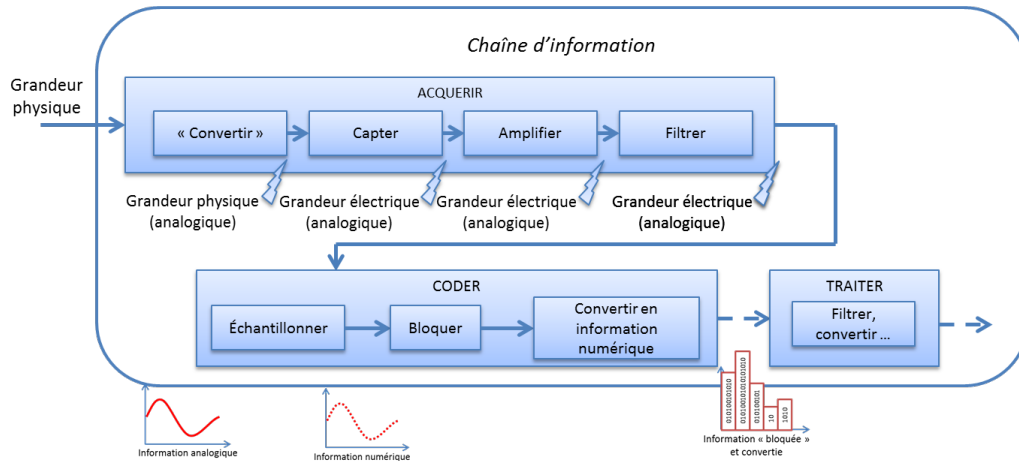 Chaîne d’information
Grandeur
physique
ACQUERIR
« Convertir »
Capter
Amplifier
Filtrer
Grandeur physique
(analogique)
Grandeur électrique
(analogique)
Grandeur électrique
(analogique)
Grandeur électrique
(analogique)
CODER
Échantillonner
Bloquer
Convertir en
information
numérique
TRAITER
Filtrer,
convertir ...
Information analogique
Information numérique
10
1010
Information « bloquée »
et convertie